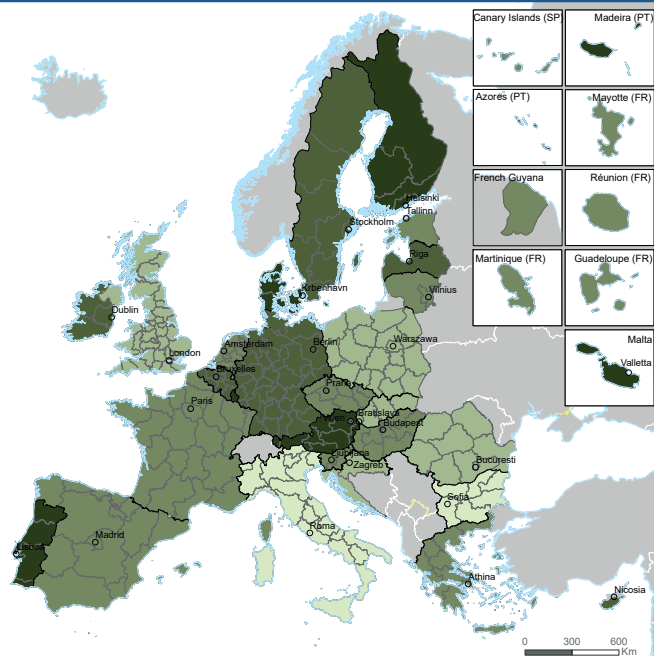 Canary Islands (SP)
Madeira (PT)
Azores (PT)
Mayotte (FR)
French Guyana
Réunion (FR)
Martinique (FR)
Guadeloupe (FR)
Malta
Valletta
Helsinki
Tallinn
Stockholm
Riga
Krbenhavn
Vilnius
Dublin
London
Amsterdam
Berlin
Warszawa
Bruxelles
Praha
Paris
Wien
Bratislava
Budapest
Ljubljana
Zagreb
Bucuresti
Sofia
Roma
Madrid
Lisboa
Athina
Nicosia
0 300 600
Km